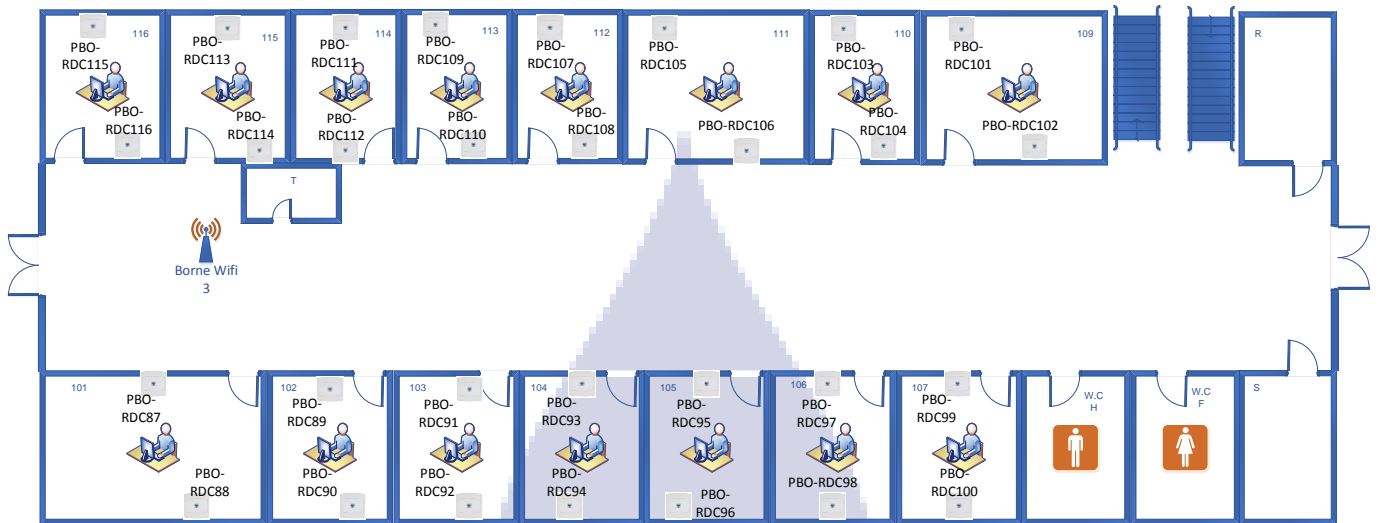 116
PBO-
RDC115
PBO-
RDC116
115
PBO-
RDC113
PBO-
RDC114
114
PBO-
RDC111
PBO-
RDC112
113
PBO-
RDC109
PBO-
RDC110
112
PBO-
RDC107
PBO-
RDC108
111
PBO-
RDC105
PBO-RDC106
110
PBO-
RDC103
PBO-
RDC104
109
PBO-
RDC101
PBO-RDC102
R
T
Borne Wifi
3
101
PBO-
RDC87
PBO-
RDC88
102
PBO-
RDC89
PBO-
RDC90
103
PBO-
RDC91
PBO-
RDC92
104
PBO-
RDC93
PBO-
RDC94
105
PBO-
RDC95
PBO-
RDC96
106
PBO-
RDC97
PBO-RDC98
107
PBO-
RDC99
PBO-
RDC100
W.C
H
W.C
F
S